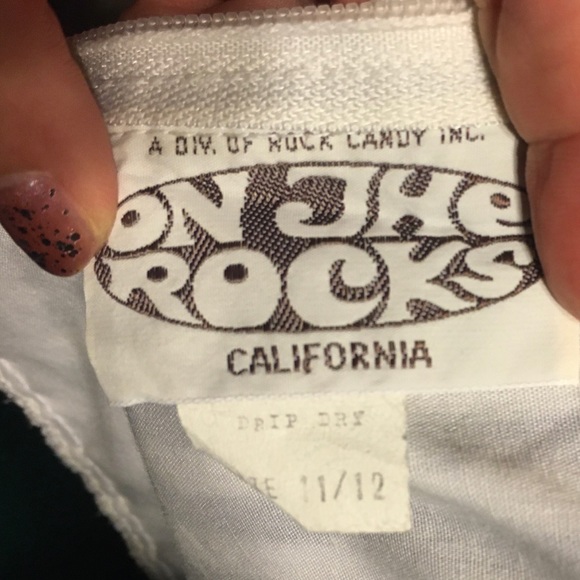 A DIV. OF ROCK CANDY INC.
ON THE
ROCKS
CALIFORNIA
DRIP DRY
11/12